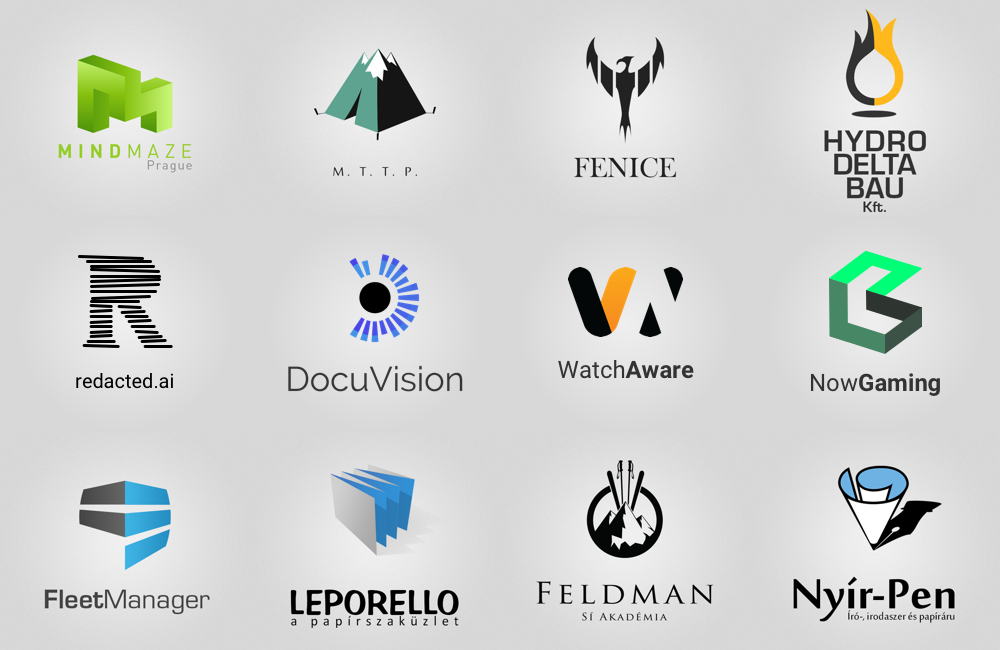 MINDMAZE
Prague
M. T. T. P.
FENICE
HYDRO
DELTA
BAU
Kft.
R
redacted.ai
DocuVision
WatchAware
NowGaming
FleetManager
LEPORELLO
a papírszaküzlet
FELDMAN
SÍ AKADÉMIA
Nyír-Pen
Író-, irodaszer és papíráru